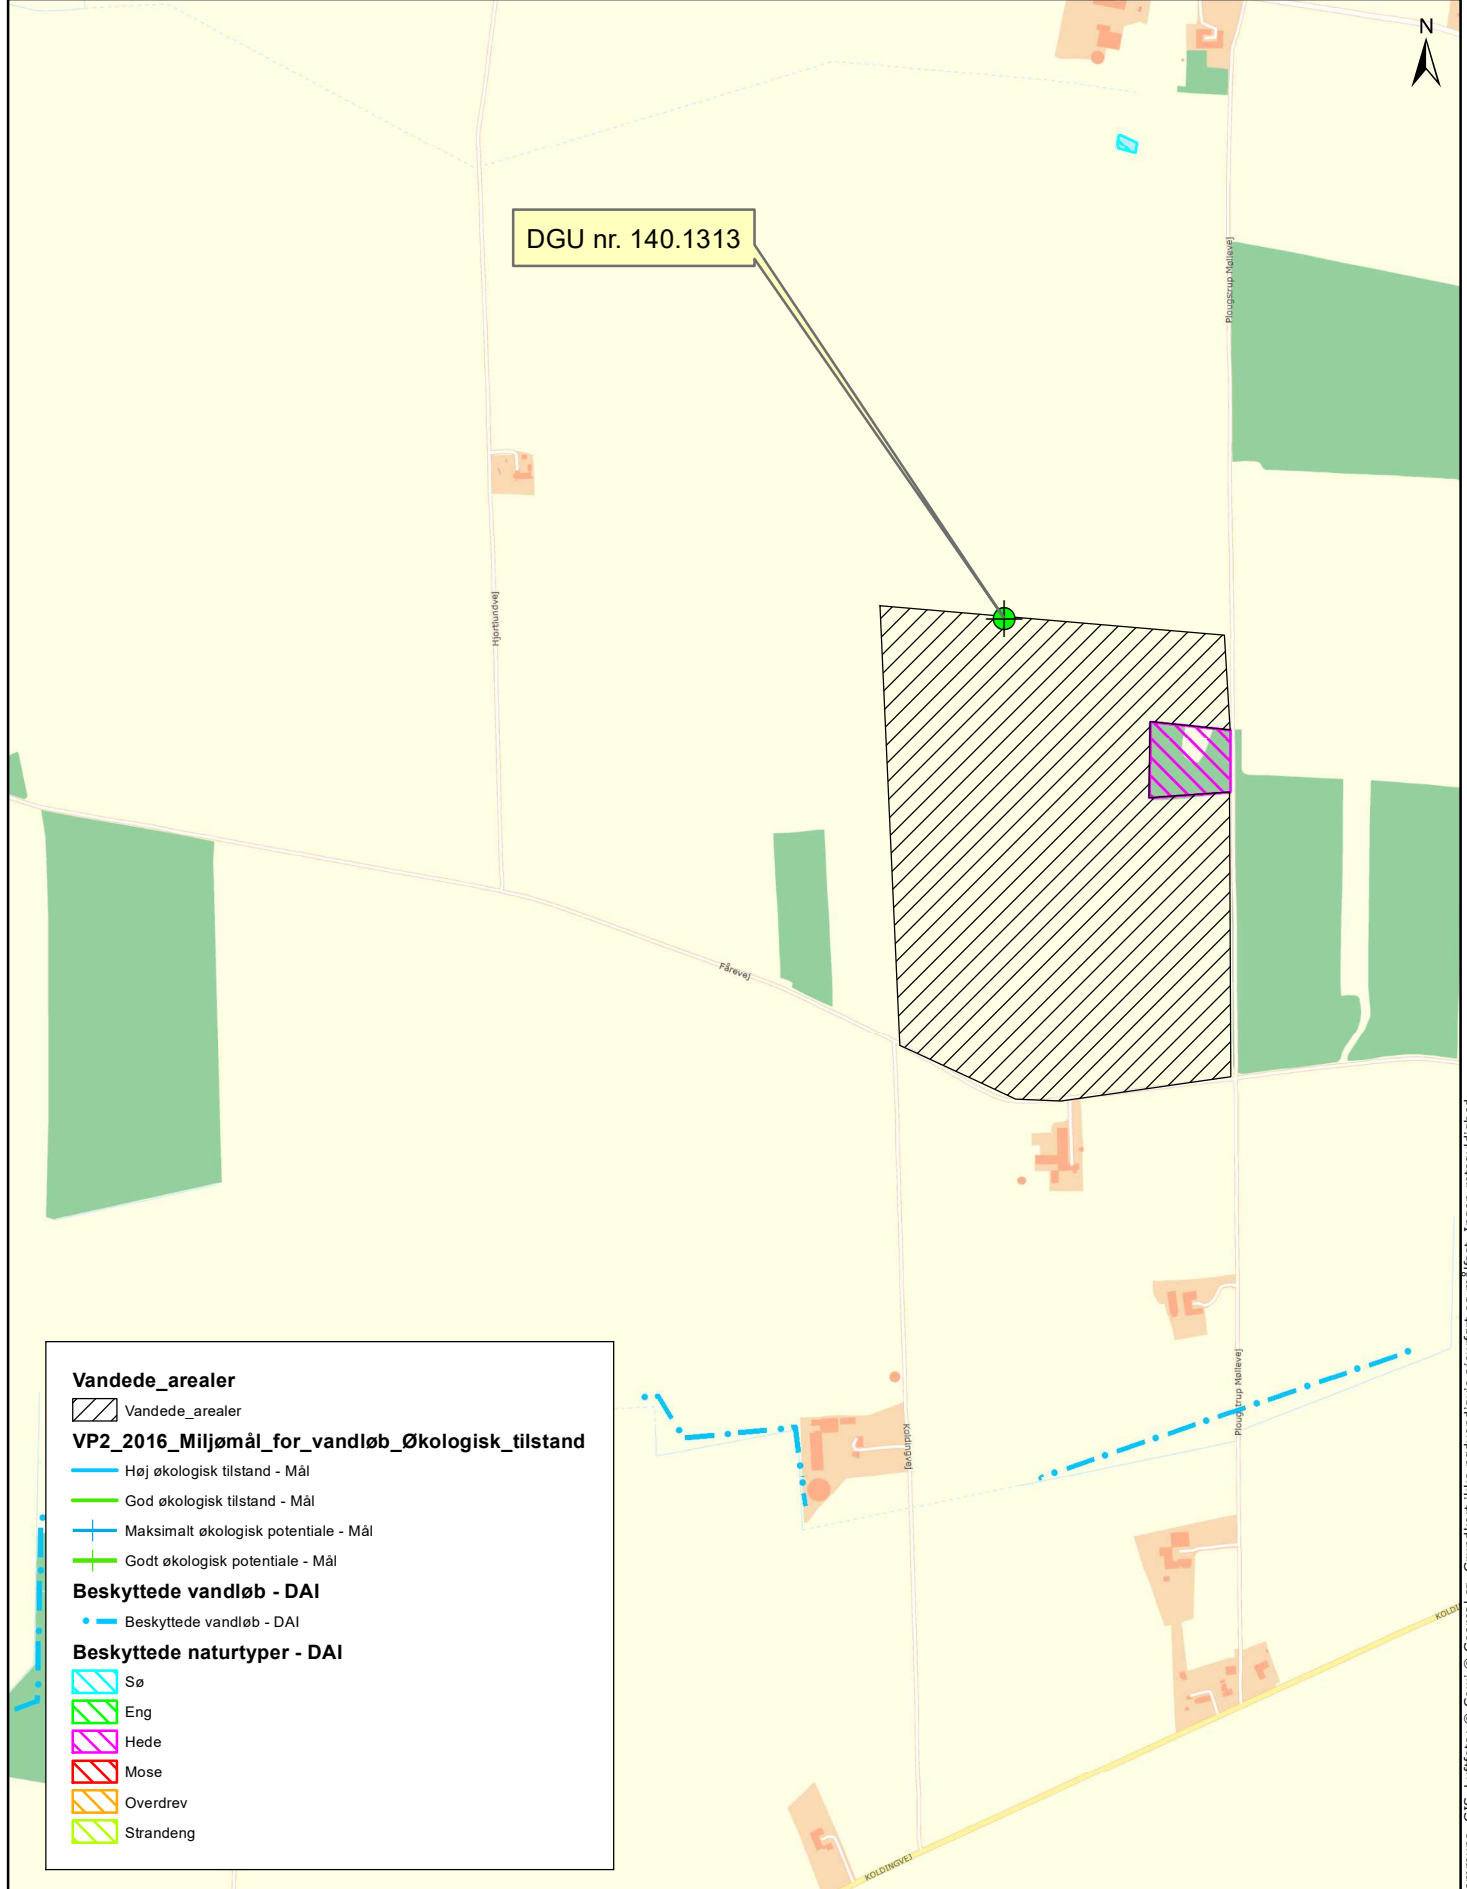 N
DGU nr. 140.1313
Plougstrup Møllevej
Hjortlundvej
Fårevej
Koldingvej
Plougstrup Møllevej
KOLDI
KOLDINGVEJ
Vandede_arealer
Vandede_arealer
VP2_2016_Miljømål_for_vandløb_Økologisk_tilstand
Høj økologisk tilstand - Mål
God økologisk tilstand - Mål
Maksimalt økologisk potentiale - Mål
Godt økologisk potentiale - Mål
Beskyttede vandløb - DAI
Beskyttede vandløb - DAI
Beskyttede naturtyper - DAI
Sø
Eng
Hede
Mose
Overdrev
Strandeng